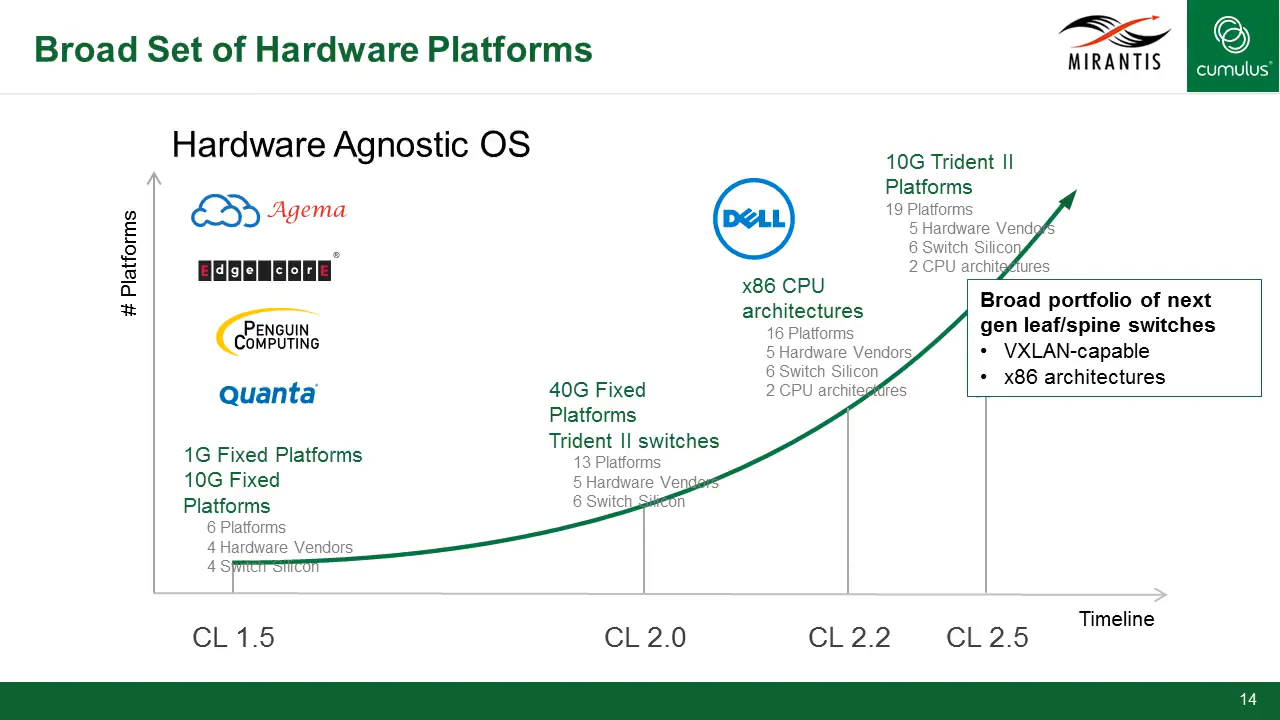 Broad Set of Hardware Platforms
MIRANTIS
cumulus®
Hardware Agnostic OS
# Platforms
Agema
Edge corE®
PENGUIN
COMPUTING
Quanta
1G Fixed Platforms
10G Fixed
Platforms
6 Platforms
4 Hardware Vendors
4 Switch Silicon
40G Fixed
Platforms
Trident II switches
13 Platforms
5 Hardware Vendors
6 Switch Silicon
DELL
x86 CPU
architectures
16 Platforms
5 Hardware Vendors
6 Switch Silicon
2 CPU architectures
10G Trident II
Platforms
19 Platforms
5 Hardware Vendors
6 Switch Silicon
2 CPU architectures
Broad portfolio of next
gen leaf/spine switches
• VXLAN-capable
• x86 architectures
Timeline
CL 1.5
CL 2.0
CL 2.2
CL 2.5
14